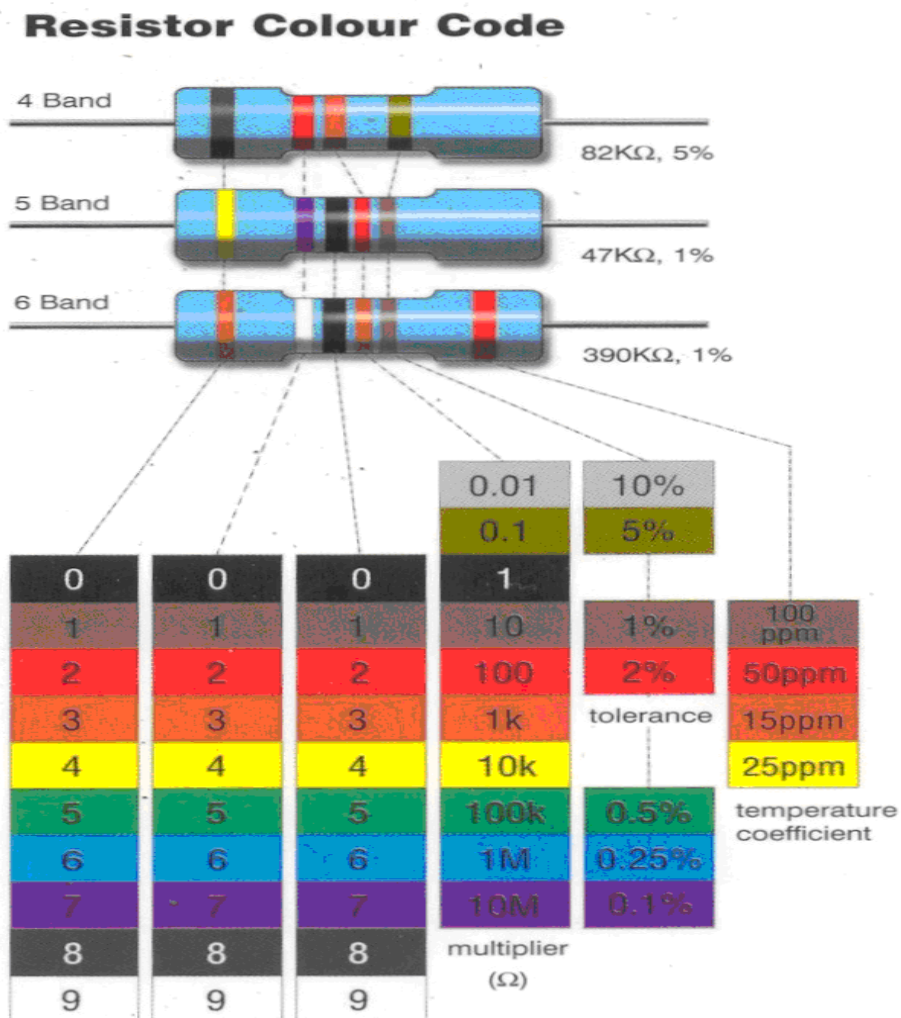 Resistor Colour Code
4 Band
82KΩ, 5%
5 Band
47KΩ, 1%
6 Band
390KΩ, 1%
0.01 10%
0.1 5%
0 0 0 1
1 1 1 10 1% 100 ppm
2 2 2 100 2% 50ppm
3 3 3 1k tolerance 15ppm
4 4 4 10k 25ppm
5 5 5 100k 0.5% temperature
coefficient
6 6 6 1M 0.25%
7 7 7 10M 0.1%
8 8 8 multiplier
(Ω)
9 9 9